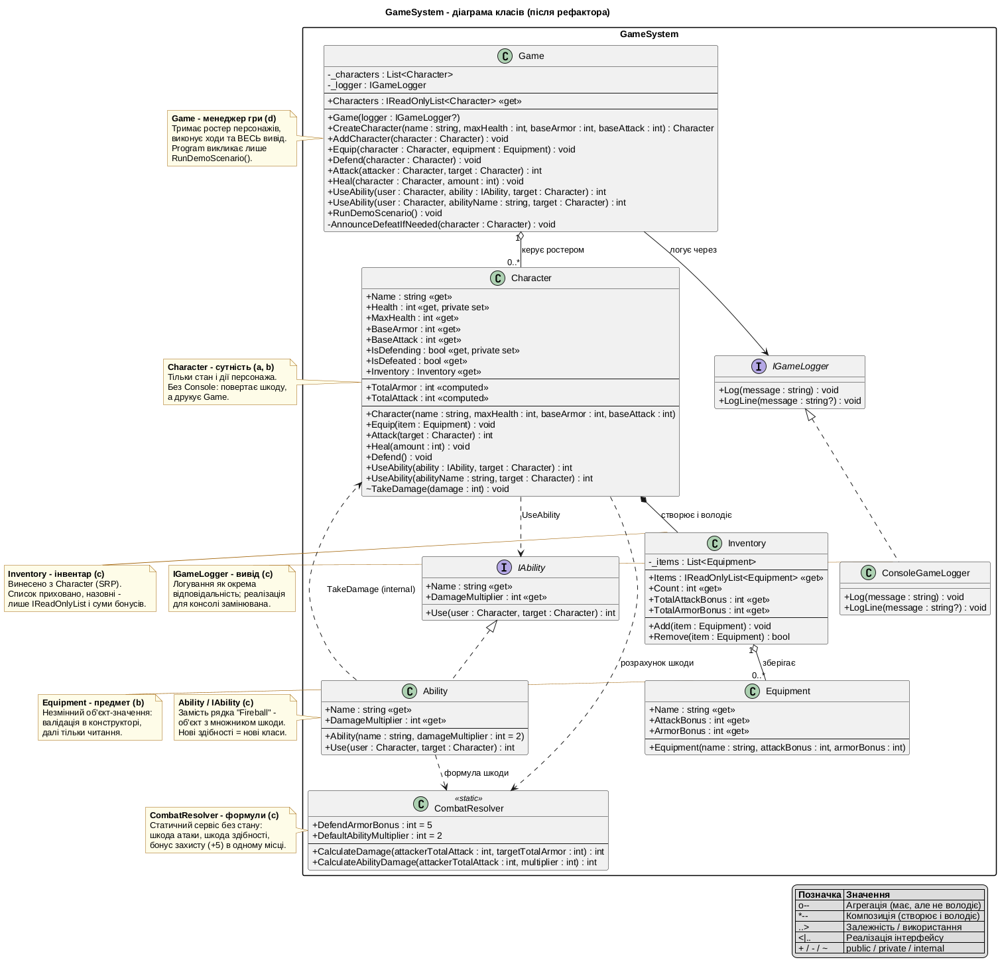 GameSystem - діаграма класів (після рефактора)
GameSystem
C Game
-_characters : List<Character>
-_logger : IGameLogger
+Characters : IReadOnlyList<Character> «get»
+Game(logger : IGameLogger?)
+CreateCharacter(name : string, maxHealth : int, baseArmor : int, baseAttack : int) : Character
+AddCharacter(character : Character) : void
+Equip(character : Character, equipment : Equipment) : void
+Defend(character : Character) : void
+Attack(attacker : Character, target : Character) : int
+Heal(character : Character, amount : int) : void
+UseAbility(user : Character, ability : IAbility, target : Character) : int
+UseAbility(user : Character, abilityName : string, target : Character) : int
+RunDemoScenario() : void
-AnnounceDefeatIfNeeded(character : Character) : void
Game - менеджер гри (d)
Тримає ростер персонажів,
виконує ходи та ВЕСЬ вивід.
Program викликає лише
RunDemoScenario().
1
керує ростером
0..*
логує через
C Character
+Name : string «get»
+Health : int «get, private set»
+MaxHealth : int «get»
+BaseArmor : int «get»
+BaseAttack : int «get»
+IsDefending : bool «get, private set»
+IsDefeated : bool «get»
+Inventory : Inventory «get»
+TotalArmor : int «computed»
+TotalAttack : int «computed»
+Character(name : string, maxHealth : int, baseArmor : int, baseAttack : int)
+Equip(item : Equipment) : void
+Attack(target : Character) : int
+Heal(amount : int) : void
+Defend() : void
+UseAbility(ability : IAbility, target : Character) : int
+UseAbility(abilityName : string, target : Character) : int
~TakeDamage(damage : int) : void
Character - сутність (a, b)
Тільки стан і дії персонажа.
Без Console: повертає шкоду,
а друкує Game.
I IGameLogger
+Log(message : string) : void
+LogLine(message : string?) : void
UseAbility
створює і володіє
TakeDamage (internal)
Inventory - інвентар (c)
Винесено з Character (SRP).
Список приховано, назовні -
лише IReadOnlyList і суми бонусів.
IGameLogger - вивід (c)
Логування як окрема
відповідальність; реалізація
для консолі замінювана.
I IAbility
+Name : string «get»
+DamageMultiplier : int «get»
+Use(user : Character, target : Character) : int
C Inventory
-_items : List<Equipment>
+Items : IReadOnlyList<Equipment> «get»
+Count : int «get»
+TotalAttackBonus : int «get»
+TotalArmorBonus : int «get»
+Add(item : Equipment) : void
+Remove(item : Equipment) : bool
C ConsoleGameLogger
+Log(message : string) : void
+LogLine(message : string?) : void
розрахунок шкоди
1
зберігає
0..*
Equipment - предмет (b)
Незмінний об'єкт-значення:
валідація в конструкторі,
далі тільки читання.
Ability / IAbility (c)
Замість рядка "Fireball" -
об'єкт з множником шкоди.
Нові здібності = нові класи.
C Ability
+Name : string «get»
+DamageMultiplier : int «get»
+Ability(name : string, damageMultiplier : int = 2)
+Use(user : Character, target : Character) : int
C Equipment
+Name : string «get»
+AttackBonus : int «get»
+ArmorBonus : int «get»
+Equipment(name : string, attackBonus : int, armorBonus : int)
формула шкоди
CombatResolver - формули (c)
Статичний сервіс без стану:
шкода атаки, шкода здібності,
бонус захисту (+5) в одному місці.
«static»
C CombatResolver
+DefendArmorBonus : int = 5
+DefaultAbilityMultiplier : int = 2
+CalculateDamage(attackerTotalAttack : int, targetTotalArmor : int) : int
+CalculateAbilityDamage(attackerTotalAttack : int, multiplier : int) : int
Позначка Значення
o-- Агрегація (має, але не володіє)
*-- Композиція (створює і володіє)
..> Залежність / використання
<|.. Реалізація інтерфейсу
+ / - / ~ public / private / internal